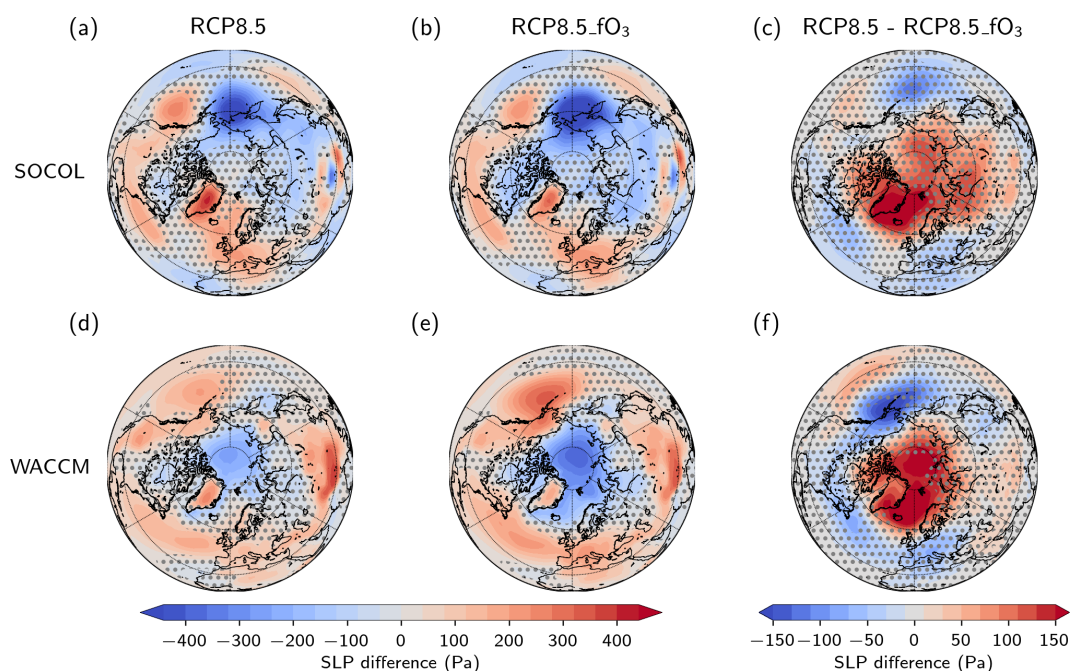 (a) RCP8.5 (b) RCP8.5_fO₃ (c) RCP8.5 - RCP8.5_fO₃
SOCOL
(d) (e) (f)
WACCM
−400 −300 −200 −100 0 100 200 300 400 −150 −100 −50 0 50 100 150
SLP difference (Pa) SLP difference (Pa)